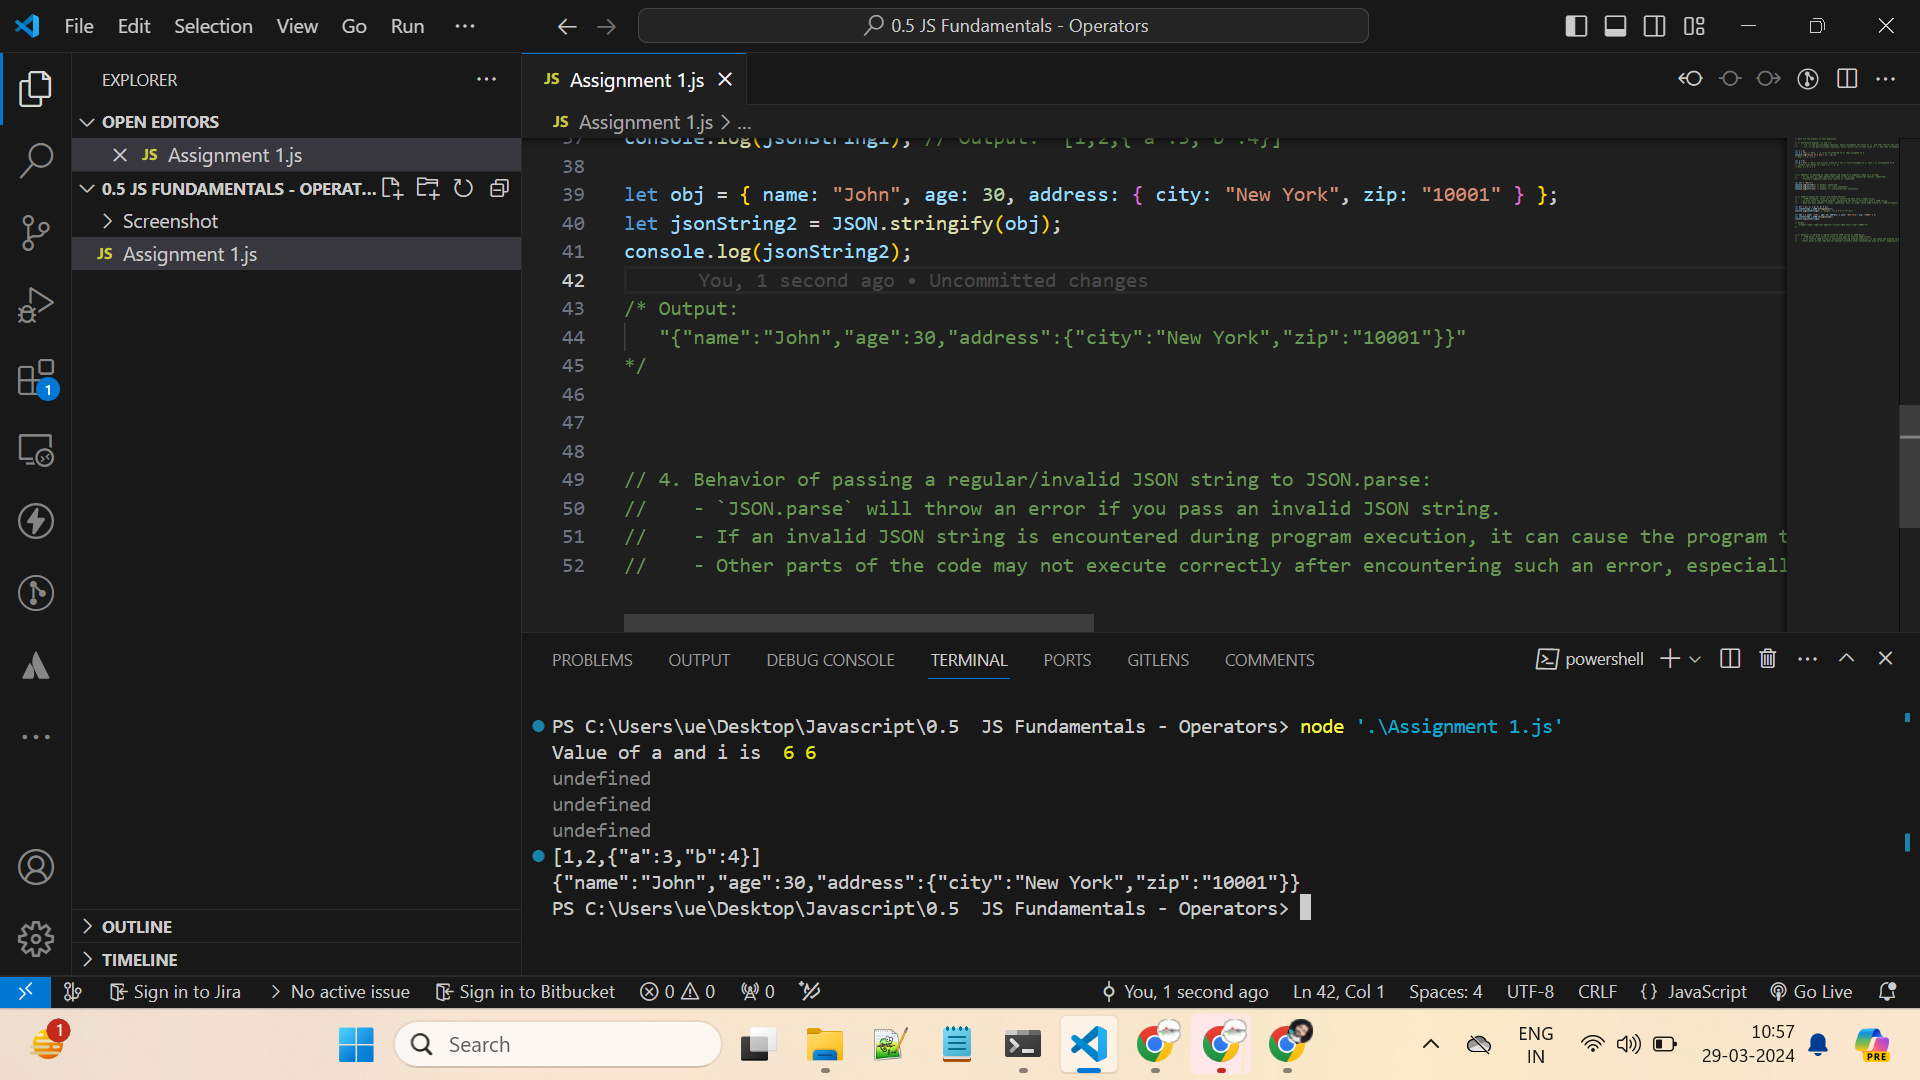 File Edit Selection View Go Run ···
0.5 JS Fundamentals - Operators
EXPLORER
OPEN EDITORS
JS Assignment 1.js
0.5 JS FUNDAMENTALS - OPERAT...
Screenshot
JS Assignment 1.js
OUTLINE
TIMELINE
JS Assignment 1.js
JS Assignment 1.js > ...
37 console.log(jsonString1); // Output: "[1,2,{"a":3,"b":4}]"
38
39 let obj = { name: "John", age: 30, address: { city: "New York", zip: "10001" } };
40 let jsonString2 = JSON.stringify(obj);
41 console.log(jsonString2);
42 You, 1 second ago • Uncommitted changes
43 /* Output:
44 "{"name":"John","age":30,"address":{"city":"New York","zip":"10001"}}"
45 */
46
47
48
49 // 4. Behavior of passing a regular/invalid JSON string to JSON.parse:
50 // - `JSON.parse` will throw an error if you pass an invalid JSON string.
51 // - If an invalid JSON string is encountered during program execution, it can cause the program t
52 // - Other parts of the code may not execute correctly after encountering such an error, especiall
PROBLEMS OUTPUT DEBUG CONSOLE TERMINAL PORTS GITLENS COMMENTS
powershell
PS C:\Users\ue\Desktop\Javascript\0.5  JS Fundamentals - Operators> node '.\Assignment 1.js'
Value of a and i is  6 6
undefined
undefined
undefined
[1,2,{"a":3,"b":4}]
{"name":"John","age":30,"address":{"city":"New York","zip":"10001"}}
PS C:\Users\ue\Desktop\Javascript\0.5  JS Fundamentals - Operators>
1
Sign in to Jira > No active issue Sign in to Bitbucket 0 0 0
You, 1 second ago Ln 42, Col 1 Spaces: 4 UTF-8 CRLF {} JavaScript Go Live
1
Search
ENG
IN
10:57
29-03-2024
PRE